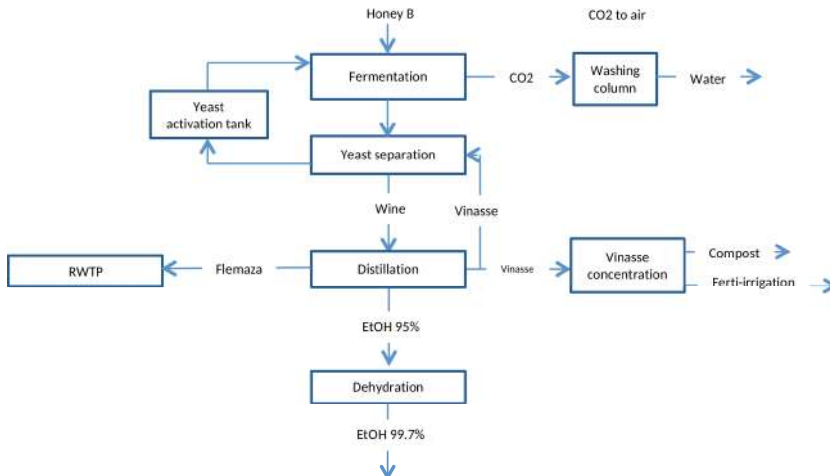 Honey B
CO2 to air
Fermentation
CO2
Washing
column
Water
Yeast
activation tank
Yeast separation
Wine
Vinasse
RWTP
Flemaza
Distillation
Vinasse
Vinasse
concentration
Compost
Ferti-irrigation
EtOH 95%
Dehydration
EtOH 99.7%